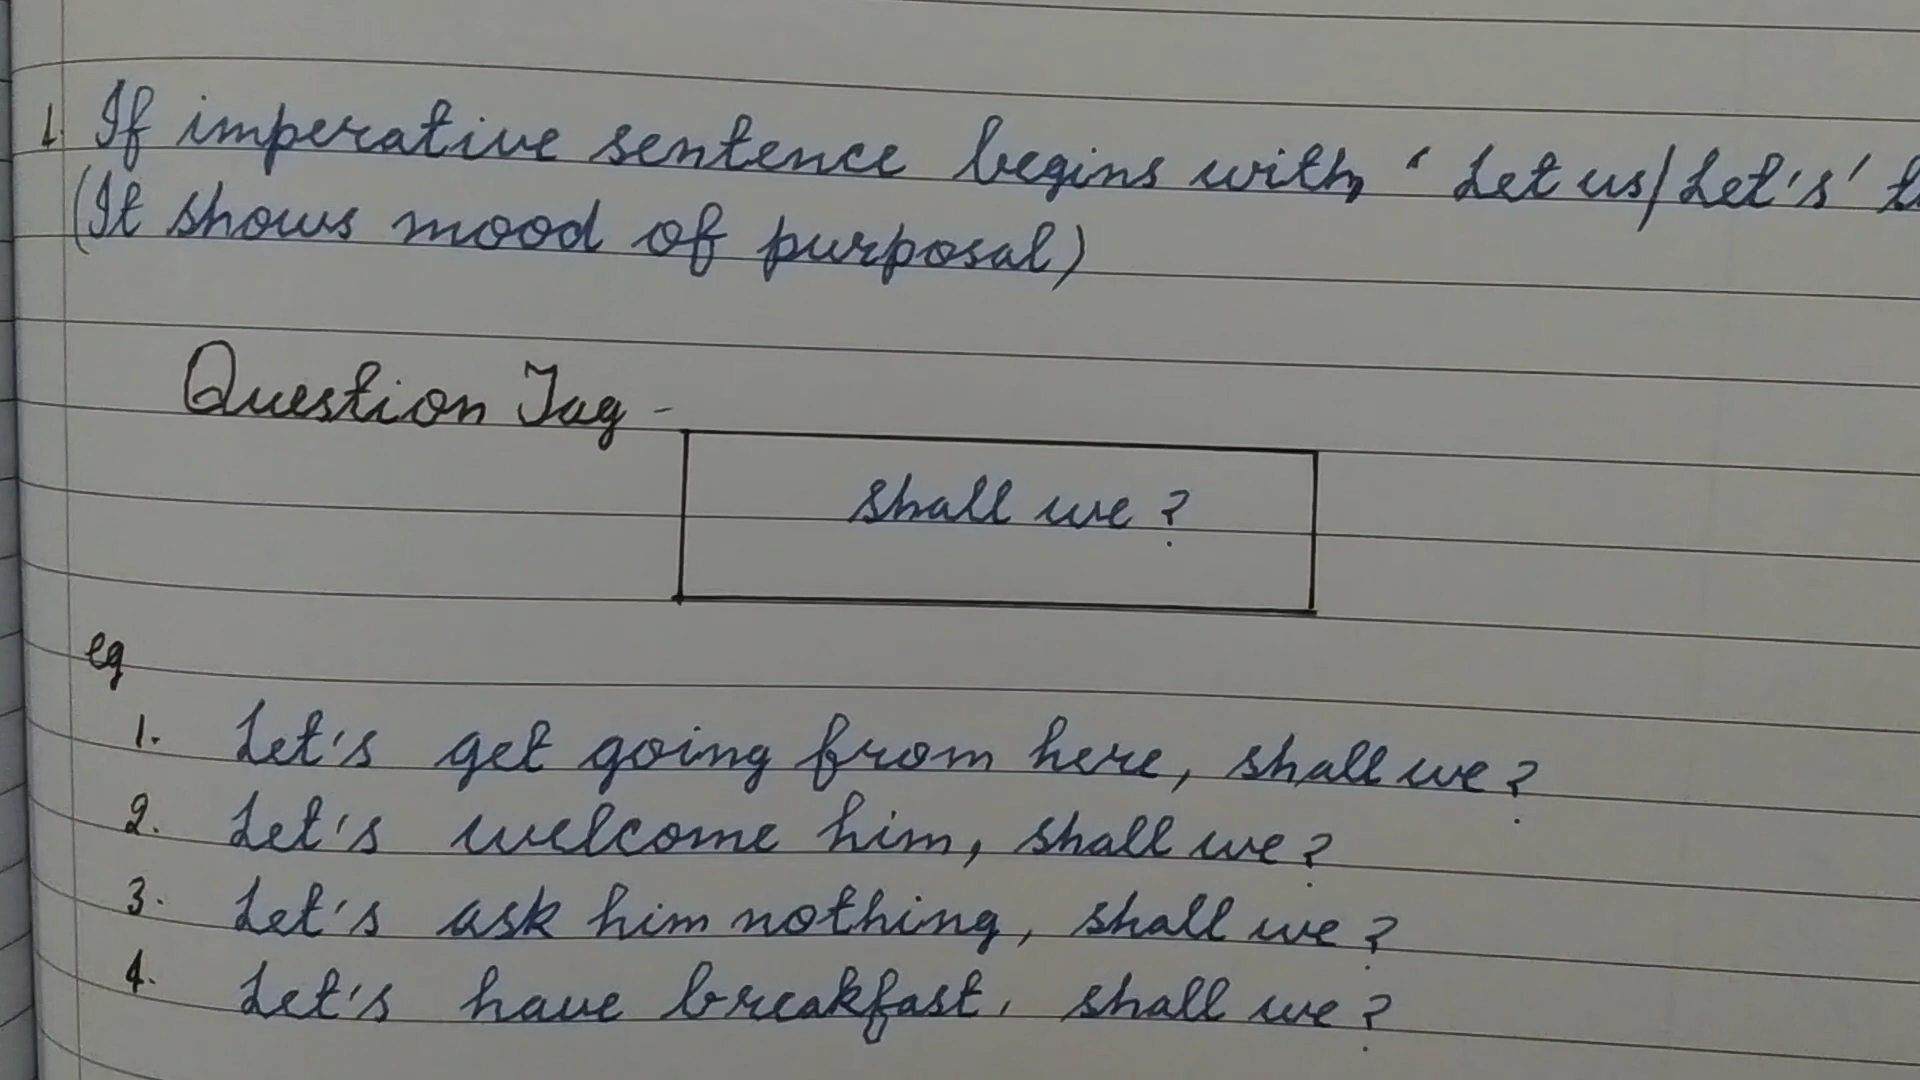 1. If imperative sentence begins with, 'Let us/Let's'
(It shows mood of purposal)
Question Tag -
shall we?
eg
1. Let's get going from here, shall we?
2. Let's welcome him, shall we?
3. Let's ask him nothing, shall we?
4. Let's have breakfast, shall we?